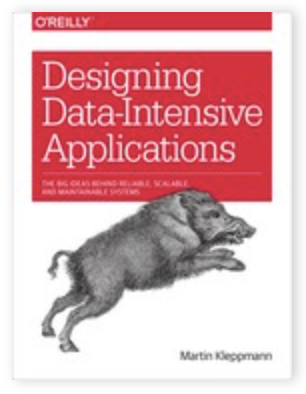 O'REILLY®
Designing
Data-Intensive
Applications
THE BIG IDEAS BEHIND RELIABLE, SCALABLE,
AND MAINTAINABLE SYSTEMS
Martin Kleppmann